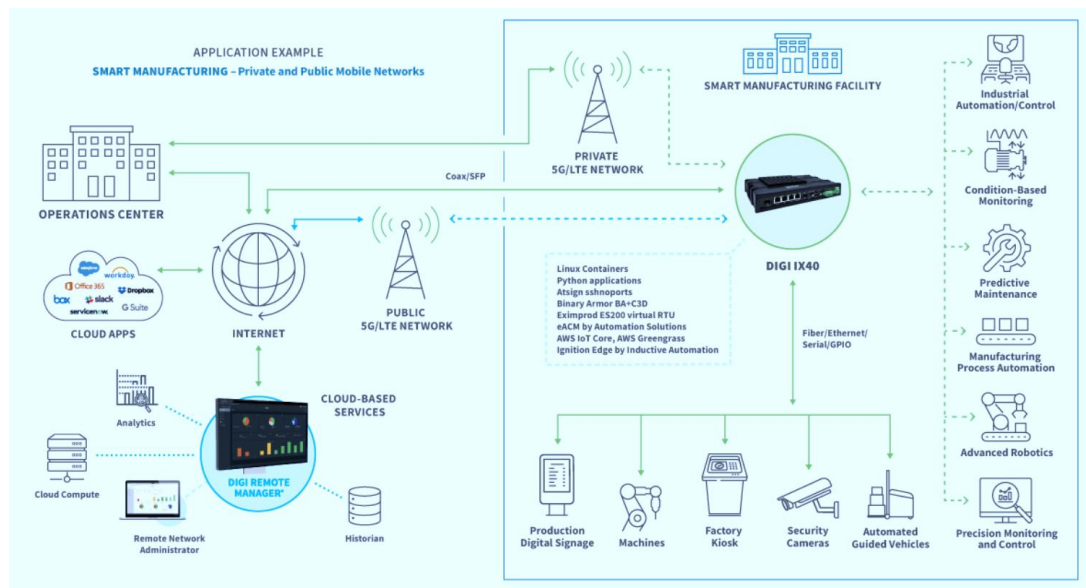 APPLICATION EXAMPLE
SMART MANUFACTURING – Private and Public Mobile Networks
OPERATIONS CENTER
salesforce
workday.
Office 365
Dropbox
box
slack
servicenow
G Suite
CLOUD APPS
INTERNET
Coax/SFP
PUBLIC
5G/LTE NETWORK
CLOUD-BASED
SERVICES
DIGI REMOTE
MANAGER®
Analytics
Cloud Compute
Remote Network
Administrator
Historian
PRIVATE
5G/LTE NETWORK
SMART MANUFACTURING FACILITY
DIGI IX40
Linux Containers
Python applications
Atsign sshnoports
Binary Armor BA+C3D
Eximprod ES200 virtual RTU
eACM by Automation Solutions
AWS IoT Core, AWS Greengrass
Ignition Edge by Inductive Automation
Fiber/Ethernet/
Serial/GPIO
Production
Digital Signage
Machines
Factory
Kiosk
Security
Cameras
Automated
Guided Vehicles
Industrial
Automation/Control
Condition-Based
Monitoring
Predictive
Maintenance
Manufacturing
Process Automation
Advanced Robotics
Precision Monitoring
and Control